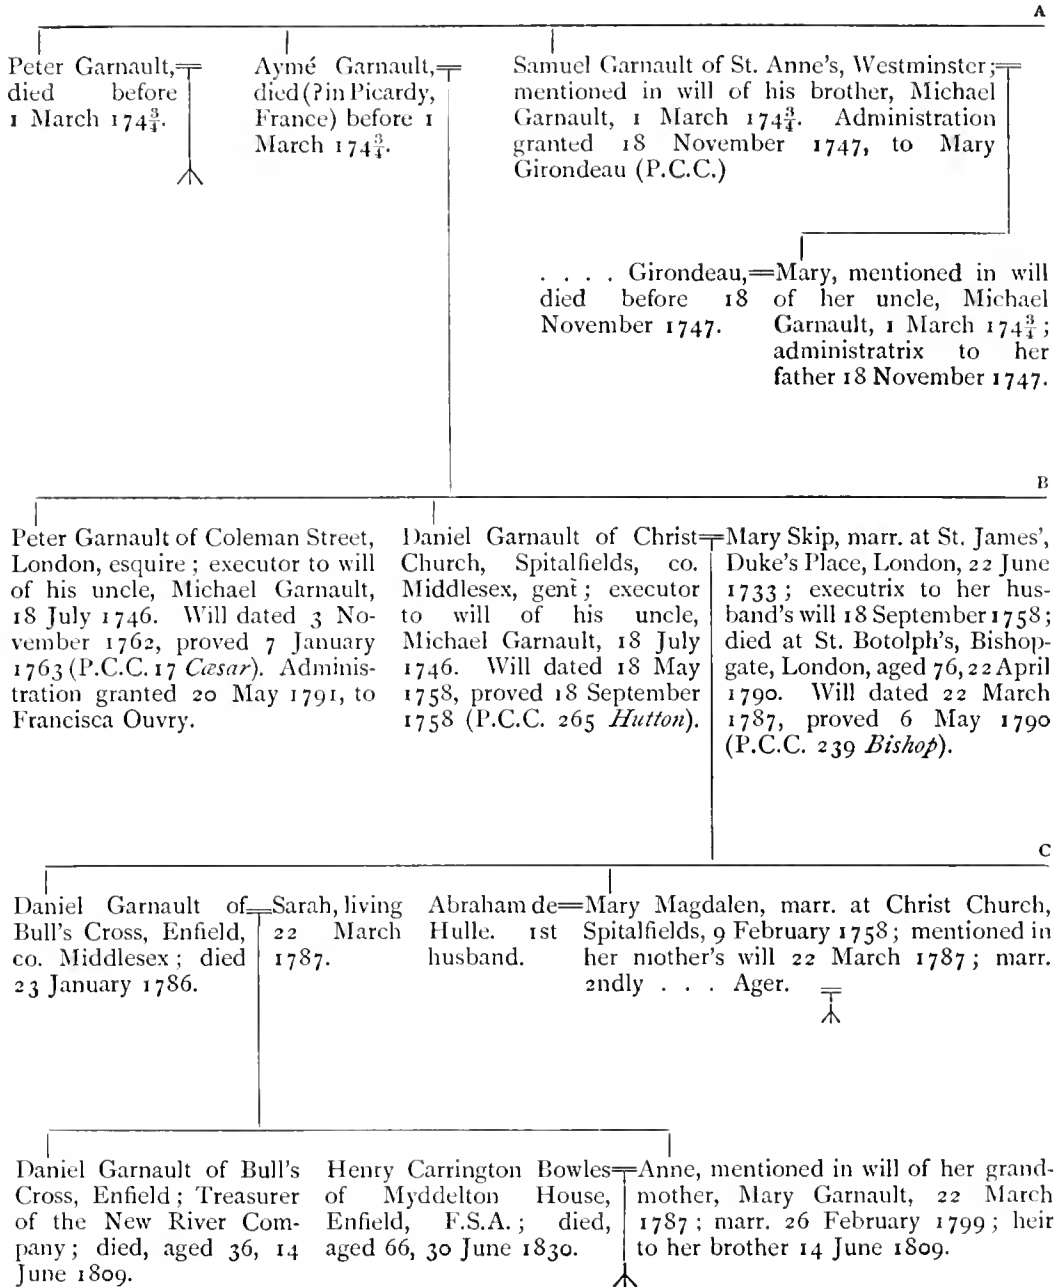 A
Peter Garnault,
died before
1 March 174¾.
Aymé Garnault,
died (? in Picardy,
France) before 1
March 174¾.
Samuel Garnault of St. Anne's, Westminster;
mentioned in will of his brother, Michael
Garnault, 1 March 174¾. Administration
granted 18 November 1747, to Mary
Girondeau (P.C.C.)
. . . . Girondeau,
died before 18
November 1747.
Mary, mentioned in will
of her uncle, Michael
Garnault, 1 March 174¾;
administratrix to her
father 18 November 1747.
B
Peter Garnault of Coleman Street,
London, esquire; executor to will
of his uncle, Michael Garnault,
18 July 1746. Will dated 3 No-
vember 1762, proved 7 January
1763 (P.C.C. 17 Cæsar). Adminis-
tration granted 20 May 1791, to
Francisca Ouvry.
Daniel Garnault of Christ
Church, Spitalfields, co.
Middlesex, gent; executor
to will of his uncle,
Michael Garnault, 18 July
1746. Will dated 18 May
1758, proved 18 September
1758 (P.C.C. 265 Hutton).
Mary Skip, marr. at St. James',
Duke's Place, London, 22 June
1733; executrix to her hus-
band's will 18 September 1758;
died at St. Botolph's, Bishop-
gate, London, aged 76, 22 April
1790. Will dated 22 March
1787, proved 6 May 1790
(P.C.C. 239 Bishop).
C
Daniel Garnault of
Bull's Cross, Enfield,
co. Middlesex; died
23 January 1786.
Sarah, living
22 March
1787.
Abraham de
Hulle. 1st
husband.
Mary Magdalen, marr. at Christ Church,
Spitalfields, 9 February 1758; mentioned in
her mother's will 22 March 1787; marr.
2ndly . . . Ager.
Daniel Garnault of Bull's
Cross, Enfield; Treasurer
of the New River Com-
pany; died, aged 36, 14
June 1809.
Henry Carrington Bowles
of Myddelton House,
Enfield, F.S.A.; died,
aged 66, 30 June 1830.
Anne, mentioned in will of her grand-
mother, Mary Garnault, 22 March
1787; marr. 26 February 1799; heir
to her brother 14 June 1809.